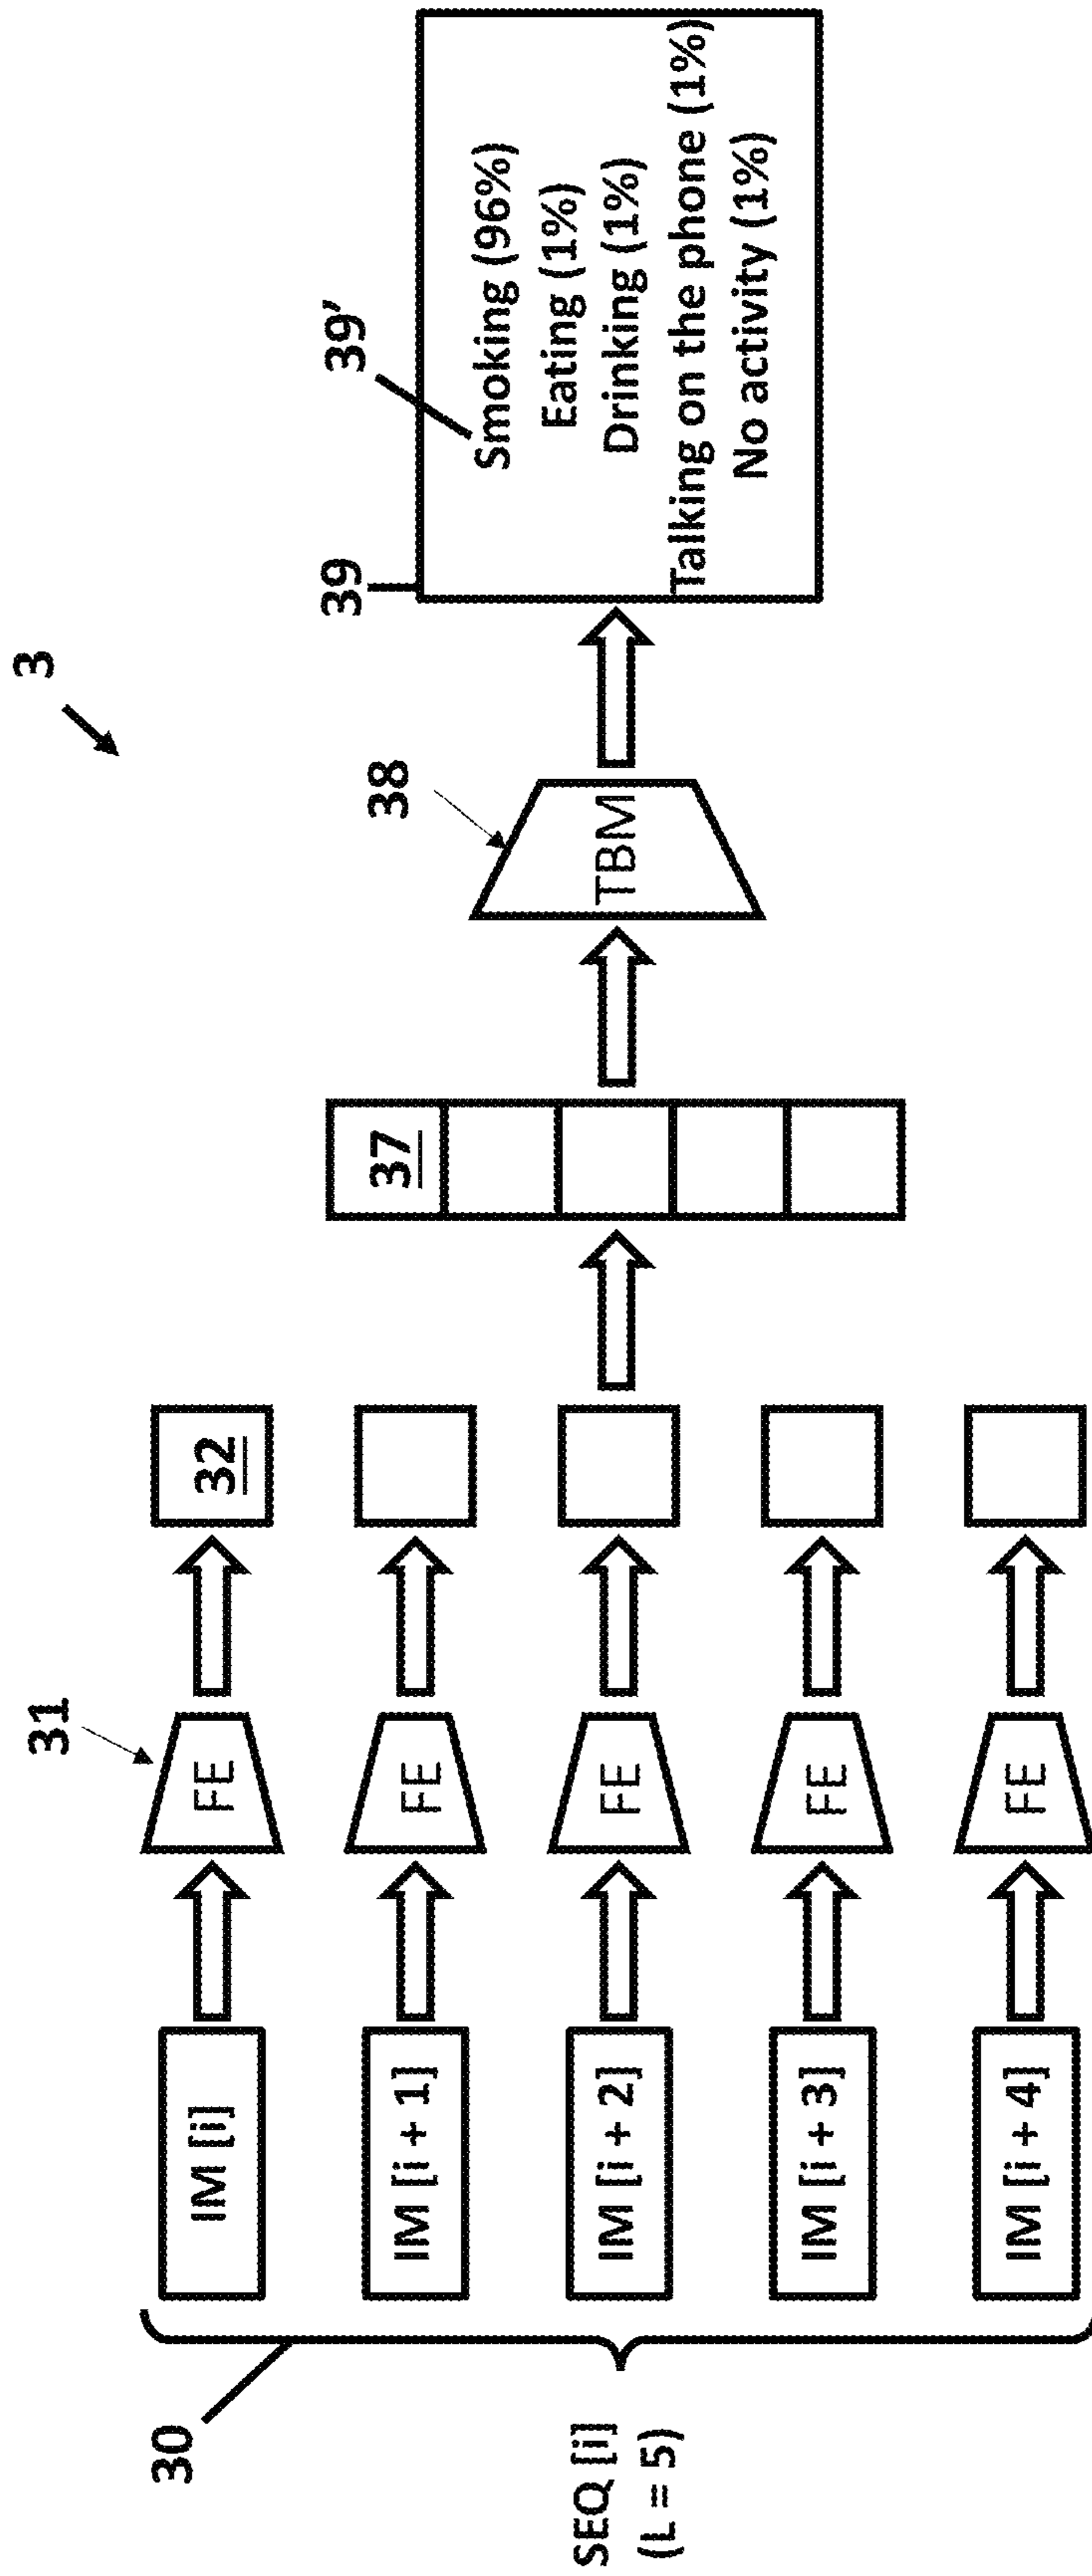 3
30
SEQ [i]
(L = 5)
IM [i]
IM [i + 1]
IM [i + 2]
IM [i + 3]
IM [i + 4]
31
FE
FE
FE
FE
FE
32
37
38
TBM
39
39'
Smoking (96%)
Eating (1%)
Drinking (1%)
Talking on the phone (1%)
No activity (1%)